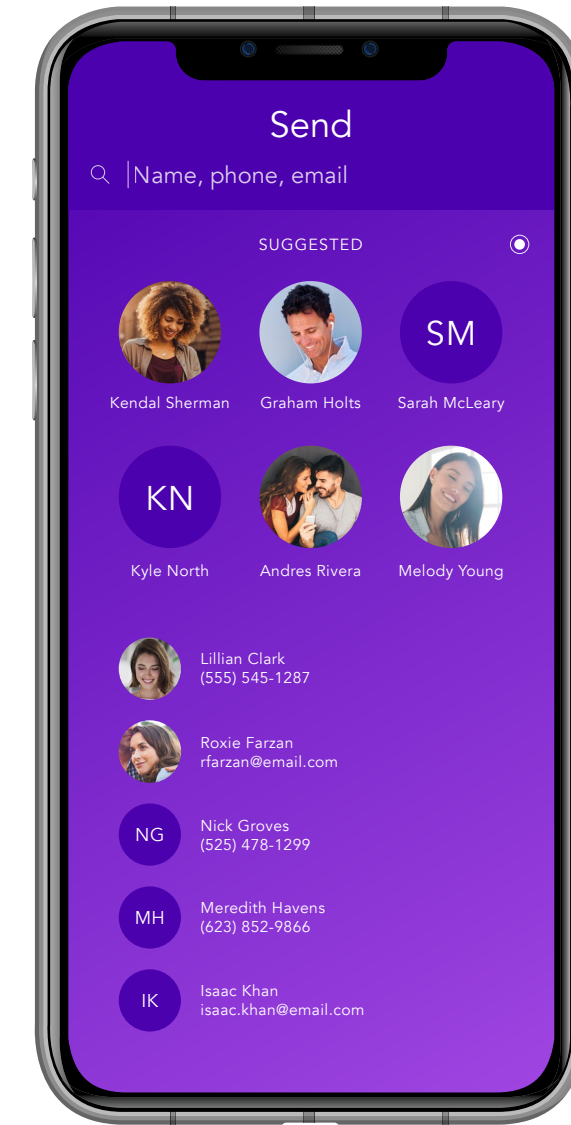 Send
Name, phone, email
SUGGESTED
SM
Kendal Sherman
Graham Holts
Sarah McLeary
KN
Kyle North
Andres Rivera
Melody Young
Lillian Clark
(555) 545-1287
Roxie Farzan
rfarzan@email.com
NG
Nick Groves
(525) 478-1299
MH
Meredith Havens
(623) 852-9866
IK
Isaac Khan
isaac.khan@email.com